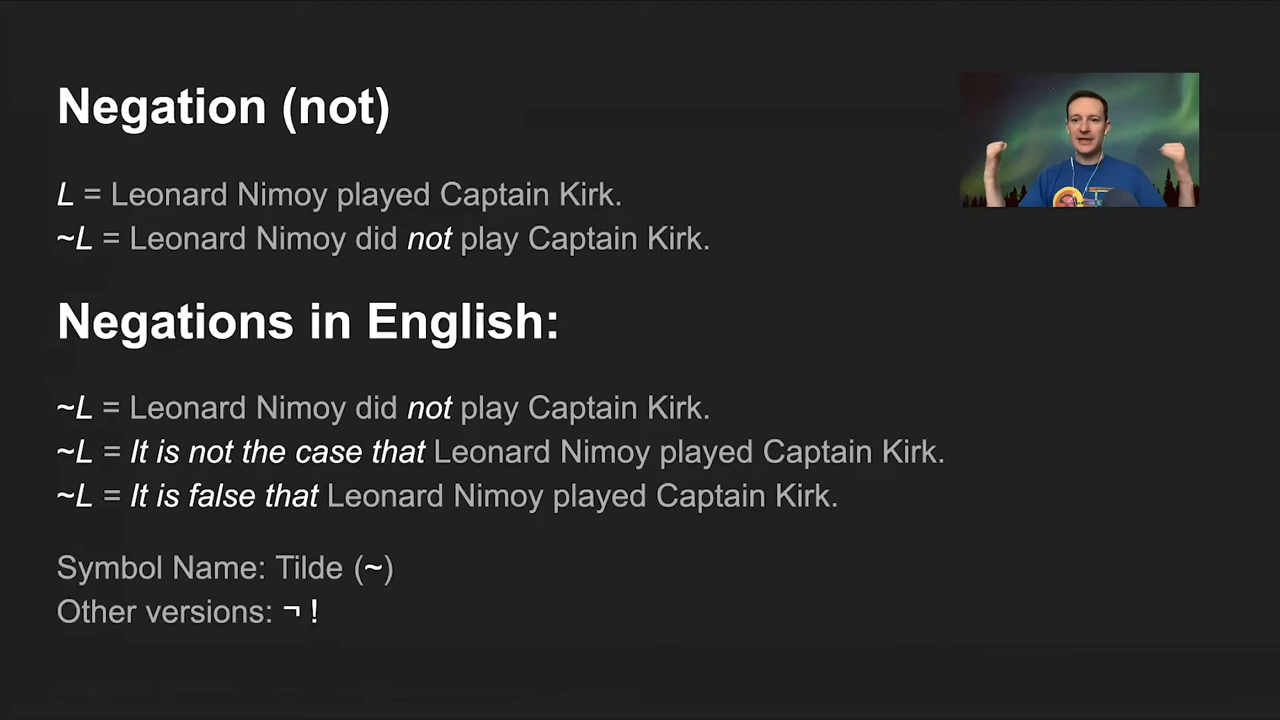 Negation (not)
L = Leonard Nimoy played Captain Kirk.
~L = Leonard Nimoy did not play Captain Kirk.
Negations in English:
~L = Leonard Nimoy did not play Captain Kirk.
~L = It is not the case that Leonard Nimoy played Captain Kirk.
~L = It is false that Leonard Nimoy played Captain Kirk.
Symbol Name: Tilde (~)
Other versions: ¬ !